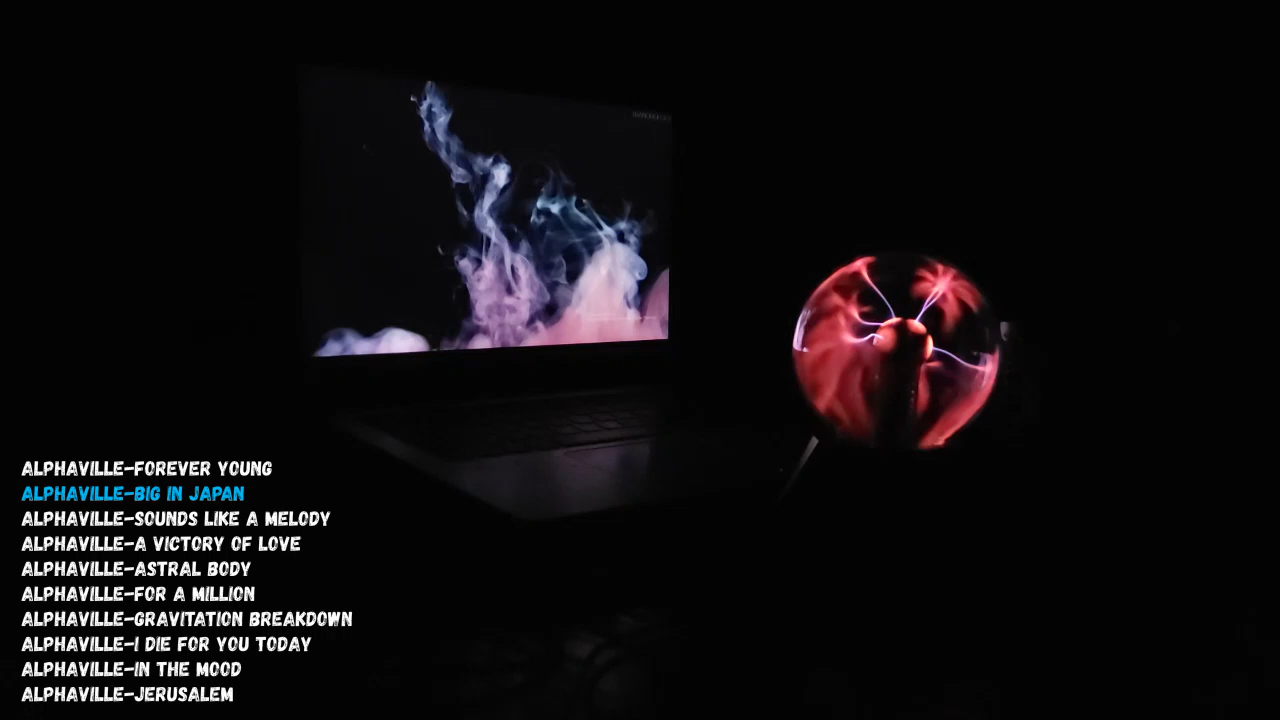 ALPHAVILLE-FOREVER YOUNG
ALPHAVILLE-BIG IN JAPAN
ALPHAVILLE-SOUNDS LIKE A MELODY
ALPHAVILLE-A VICTORY OF LOVE
ALPHAVILLE-ASTRAL BODY
ALPHAVILLE-FOR A MILLION
ALPHAVILLE-GRAVITATION BREAKDOWN
ALPHAVILLE-I DIE FOR YOU TODAY
ALPHAVILLE-IN THE MOOD
ALPHAVILLE-JERUSALEM